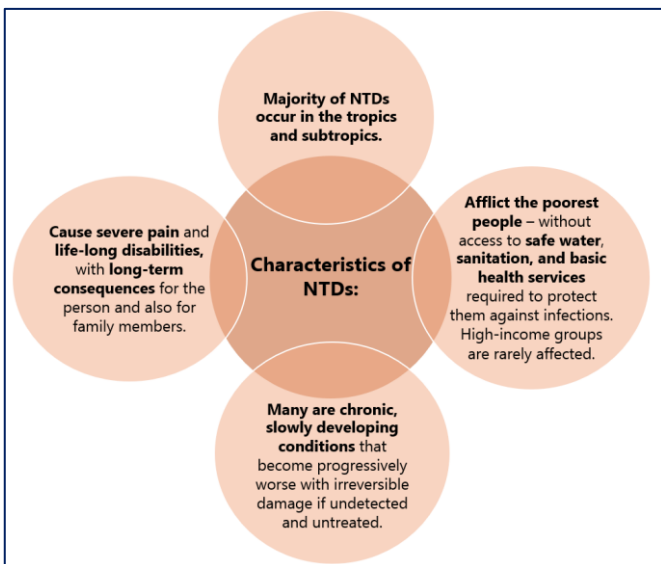 Majority of NTDs
occur in the tropics
and subtropics.
Cause severe pain and
life-long disabilities,
with long-term
consequences for the
person and also for
family members.
Characteristics of
NTDs:
Afflict the poorest
people – without
access to safe water,
sanitation, and basic
health services
required to protect
them against infections.
High-income groups
are rarely affected.
Many are chronic,
slowly developing
conditions that
become progressively
worse with irreversible
damage if undetected
and untreated.